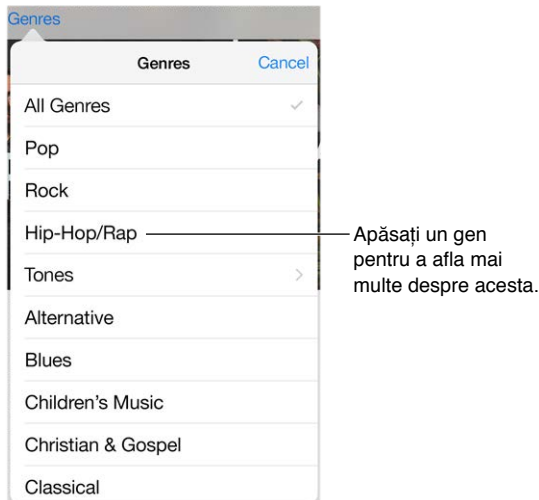 Genres
Genres Cancel
All Genres
Pop
Rock
Hip-Hop/Rap
Tones
Alternative
Blues
Children's Music
Christian & Gospel
Classical
Apăsați un gen
pentru a afla mai
multe despre acesta.